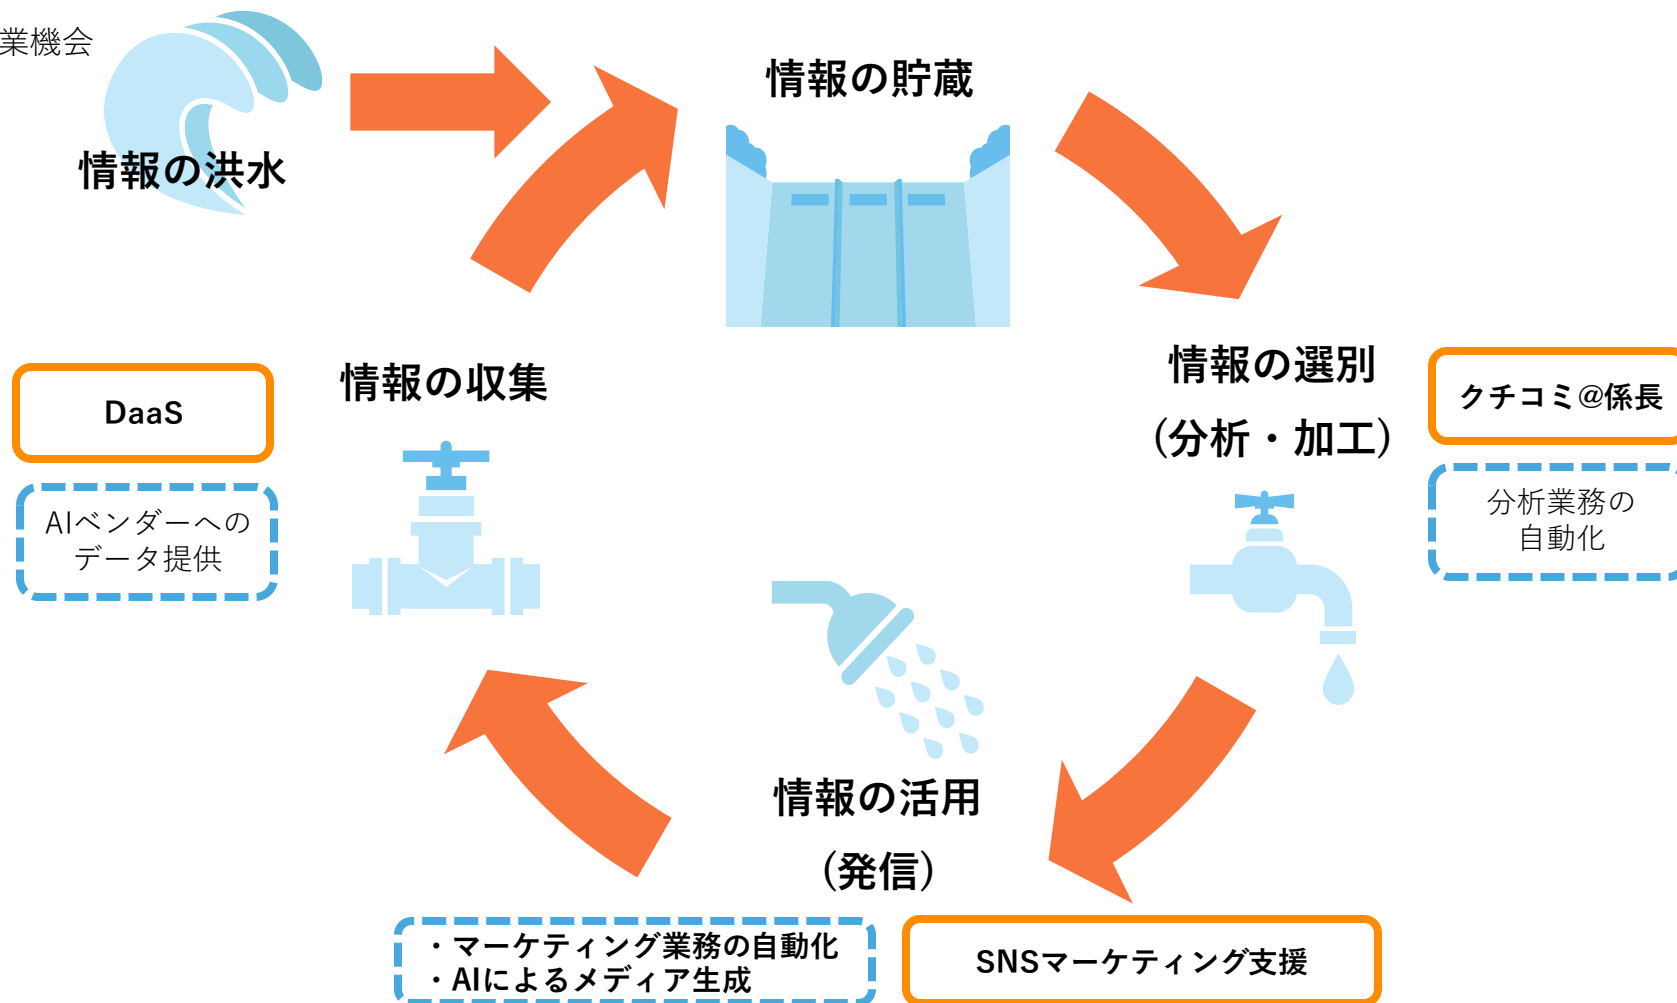 業機会
情報の洪水
情報の貯蔵
情報の収集
DaaS
AIベンダーへの
データ提供
情報の選別
(分析・加工)
クチコミ@係長
分析業務の
自動化
情報の活用
(発信)
・マーケティング業務の自動化
・AIによるメディア生成
SNSマーケティング支援